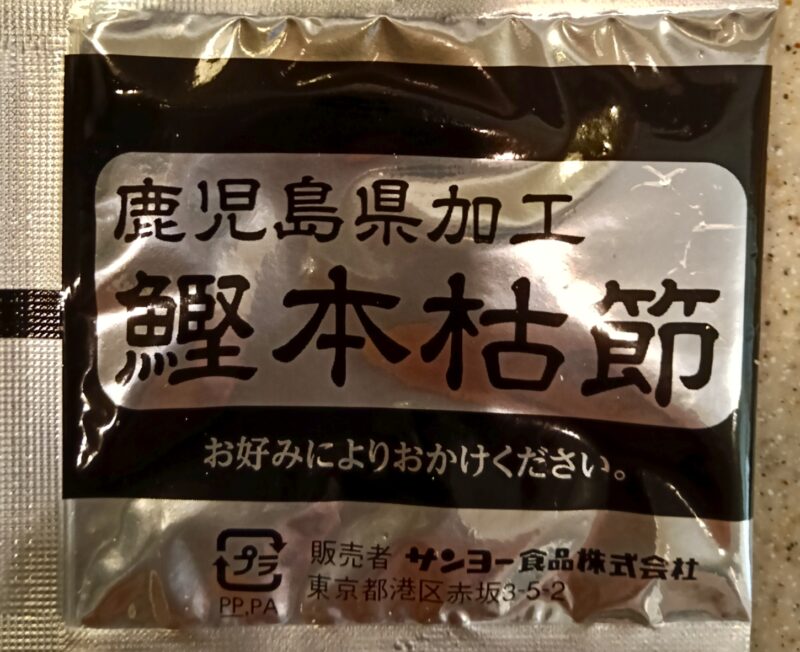 鹿児島県加工
鰹本枯節
お好みによりおかけください。
プラ
PP,PA
販売者 サンヨー食品株式会社
東京都港区赤坂3-5-2